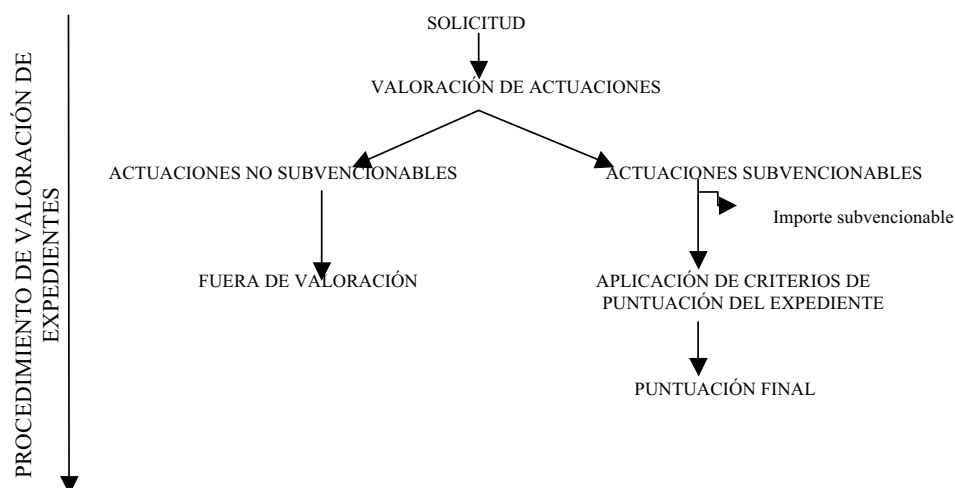 PROCEDIMIENTO DE VALORACIÓN DE
EXPEDIENTES
SOLICITUD
VALORACIÓN DE ACTUACIONES
ACTUACIONES NO SUBVENCIONABLES
ACTUACIONES SUBVENCIONABLES
Importe subvencionable
FUERA DE VALORACIÓN
APLICACIÓN DE CRITERIOS DE
PUNTUACIÓN DEL EXPEDIENTE
PUNTUACIÓN FINAL